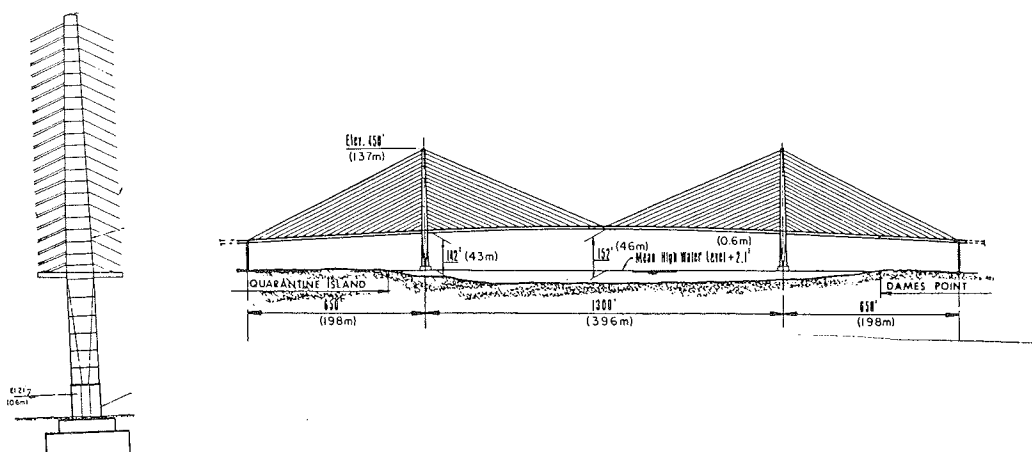 Elev. 450'
(137m)
142' (43m)
152' (46m)
(0.6m)
Mean High Water Level + 2.1'
QUARANTINE ISLAND
DAMES POINT
650'
1300'
650'
(198m)
(396m)
(198m)